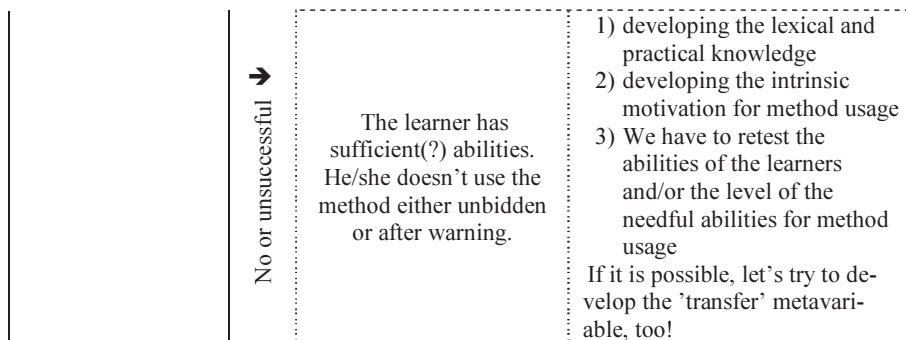 No or unsuccessful ➔
The learner has
sufficient(?) abilities.
He/she doesn’t use the
method either unbidden
or after warning.
1) developing the lexical and
practical knowledge
2) developing the intrinsic
motivation for method usage
3) We have to retest the
abilities of the learners
and/or the level of the
needful abilities for method
usage
If it is possible, let’s try to de-
velop the ’transfer’ metavari-
able, too!